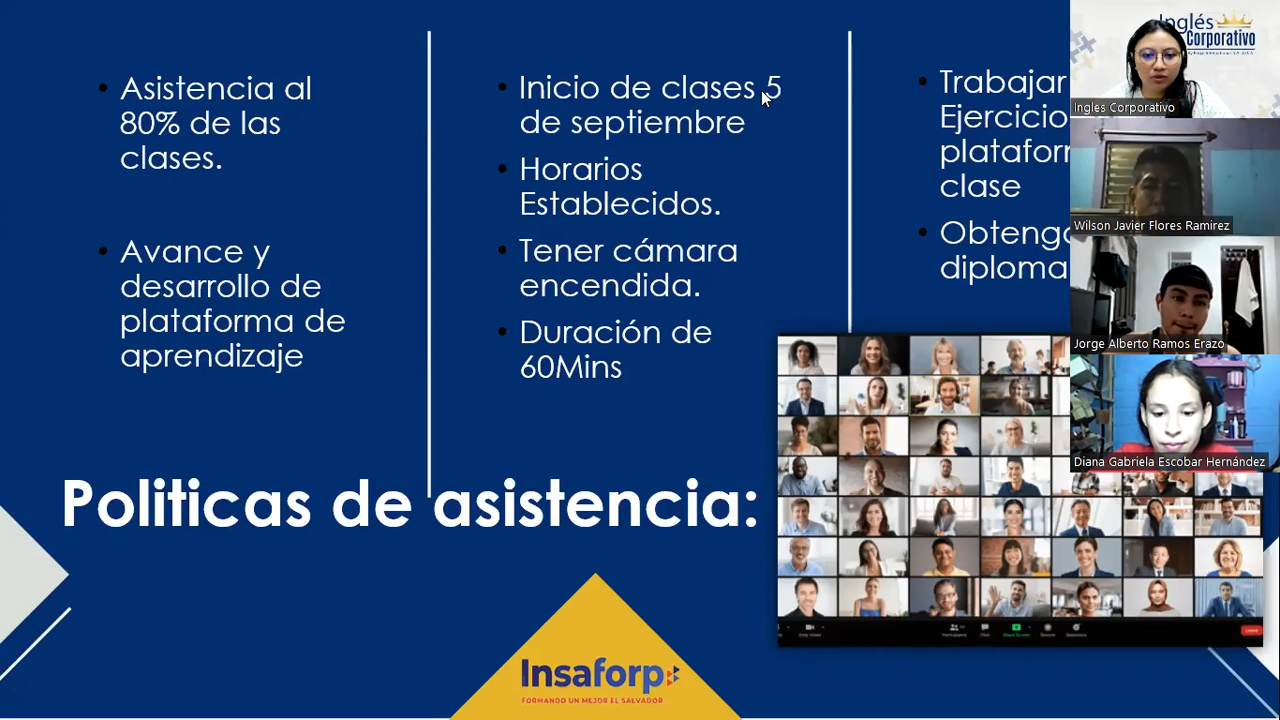 Asistencia al
80% de las
clases.
Avance y
desarrollo de
plataforma de
aprendizaje
Inicio de clases 5
de septiembre
Horarios
Establecidos.
Tener cámara
encendida.
Duración de
60Mins
Trabajar
Ejercicio
platafor
clase
Obteng
diploma
Politicas de asistencia:
Insaforp
FORMANDO UN MEJOR EL SALVADOR
Inglés
Corporativo
Ingles Corporativo
Wilson Javier Flores Ramirez
Jorge Alberto Ramos Erazo
Diana Gabriela Escobar Hernández